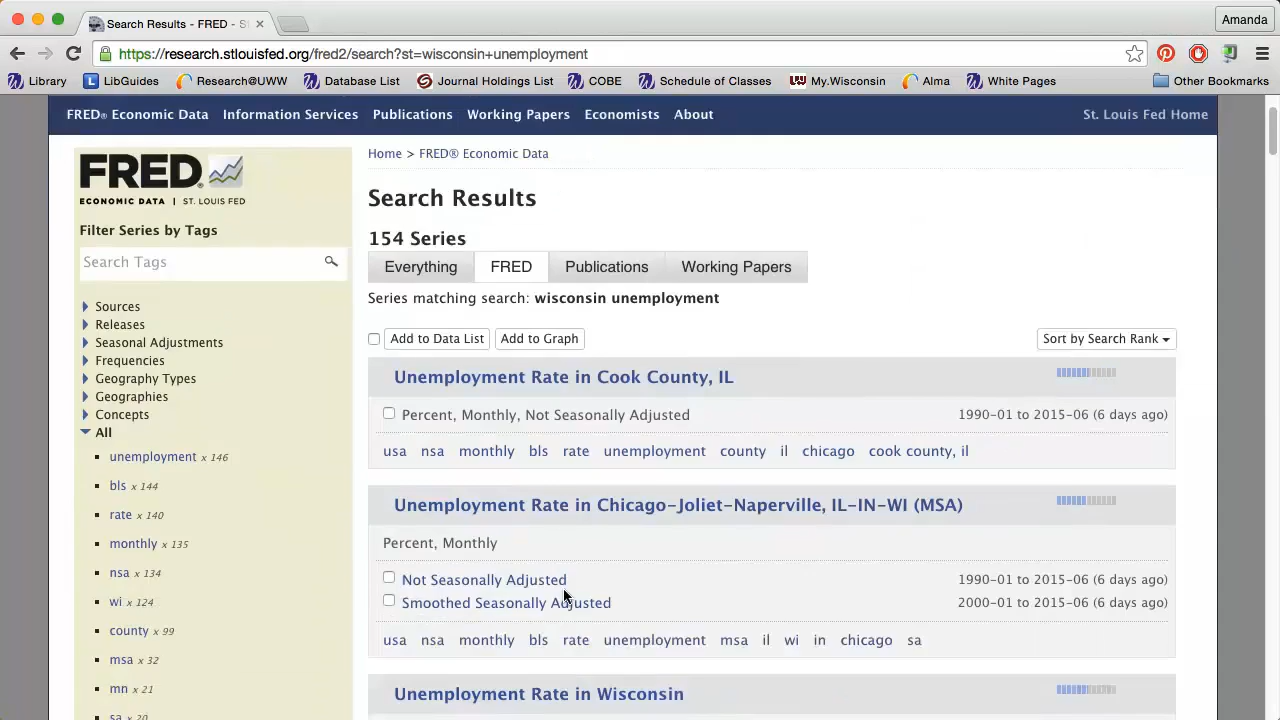 Search Results - FRED - S
Amanda
https://research.stlouisfed.org/fred2/search?st=wisconsin+unemployment
Library LibGuides Research@UWW Database List Journal Holdings List COBE Schedule of Classes My.Wisconsin Alma White Pages Other Bookmarks
FRED® Economic Data Information Services Publications Working Papers Economists About St. Louis Fed Home
FRED®
ECONOMIC DATA | ST. LOUIS FED
Filter Series by Tags
Search Tags
Sources
Releases
Seasonal Adjustments
Frequencies
Geography Types
Geographies
Concepts
All
unemployment x 146
bls x 144
rate x 140
monthly x 135
nsa x 134
wi x 124
county x 99
msa x 32
mn x 21
sa x 20
Home > FRED® Economic Data
Search Results
154 Series
Everything FRED Publications Working Papers
Series matching search: wisconsin unemployment
Add to Data List Add to Graph Sort by Search Rank
Unemployment Rate in Cook County, IL
Percent, Monthly, Not Seasonally Adjusted 1990-01 to 2015-06 (6 days ago)
usa nsa monthly bls rate unemployment county il chicago cook county, il
Unemployment Rate in Chicago-Joliet-Naperville, IL-IN-WI (MSA)
Percent, Monthly
Not Seasonally Adjusted 1990-01 to 2015-06 (6 days ago)
Smoothed Seasonally Adjusted 2000-01 to 2015-06 (6 days ago)
usa nsa monthly bls rate unemployment msa il wi in chicago sa
Unemployment Rate in Wisconsin